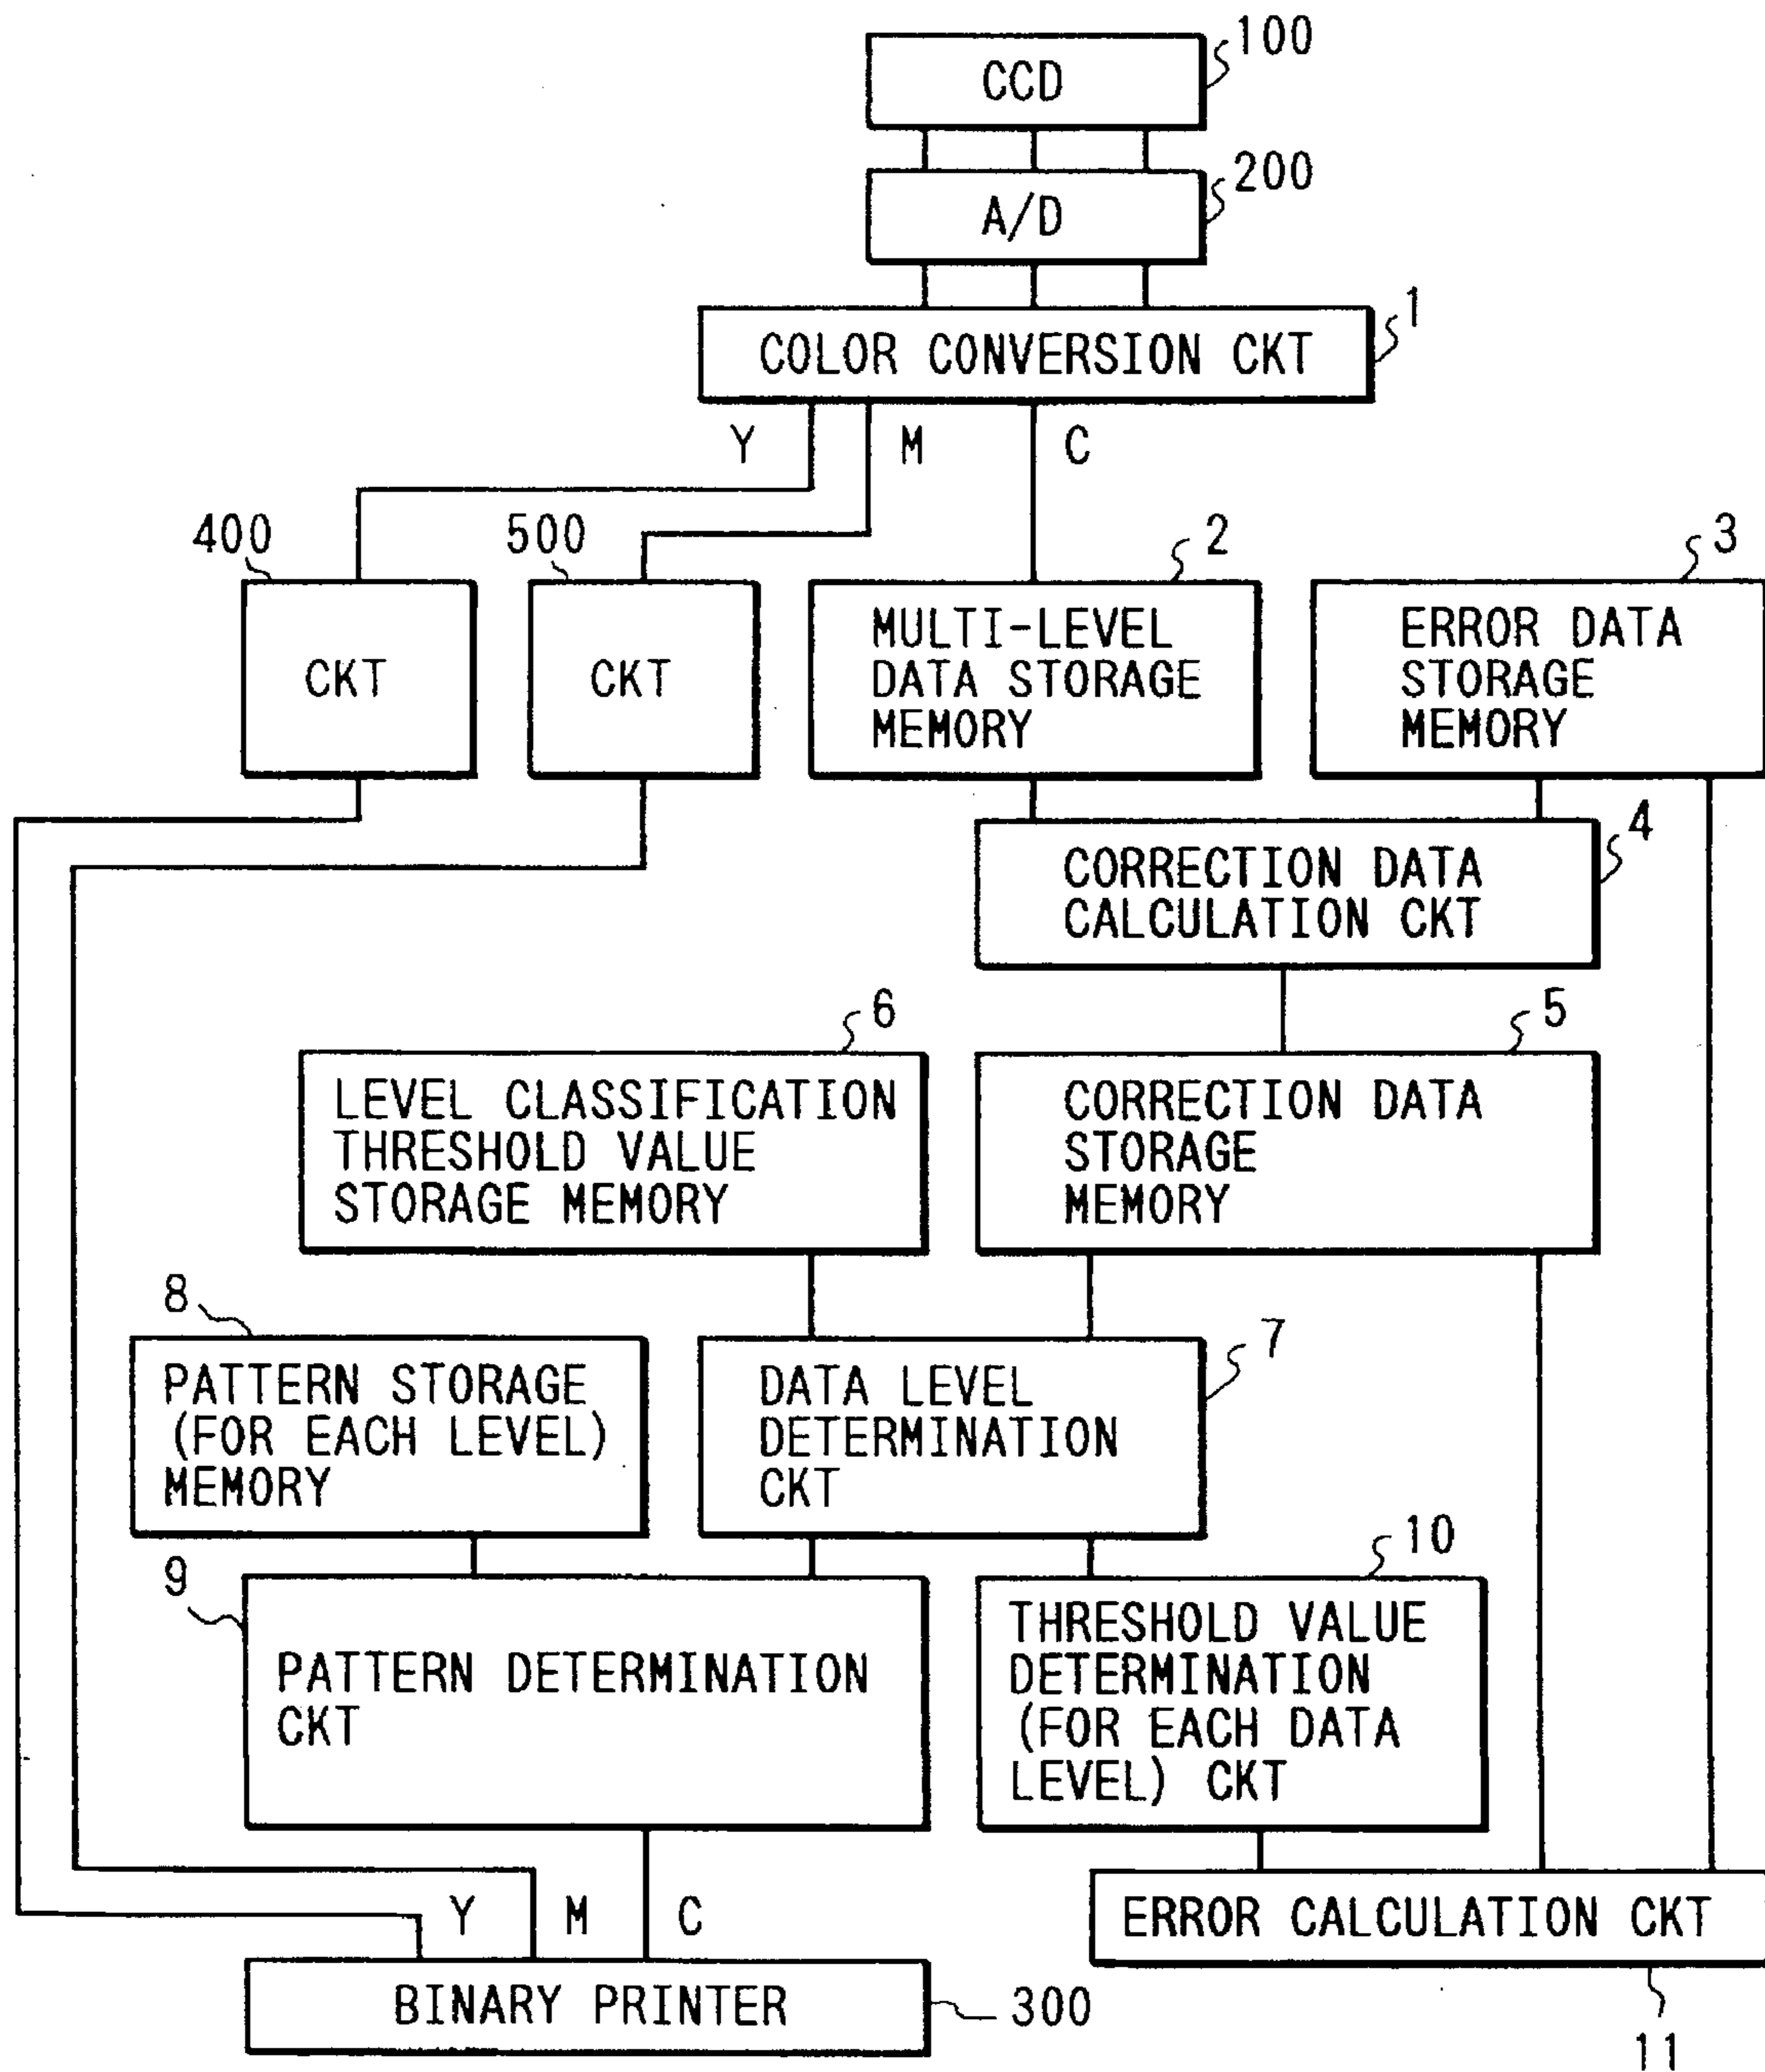 100
CCD
200
A/D
1
COLOR CONVERSION CKT
Y M C
400 500 2 3
CKT
CKT
MULTI-LEVEL
DATA STORAGE
MEMORY
ERROR DATA
STORAGE
MEMORY
4
CORRECTION DATA
CALCULATION CKT
6 5
LEVEL CLASSIFICATION
THRESHOLD VALUE
STORAGE MEMORY
CORRECTION DATA
STORAGE
MEMORY
8 7
PATTERN STORAGE
(FOR EACH LEVEL)
MEMORY
DATA LEVEL
DETERMINATION
CKT
9 10
PATTERN DETERMINATION
CKT
THRESHOLD VALUE
DETERMINATION
(FOR EACH DATA
LEVEL) CKT
Y M C
ERROR CALCULATION CKT
BINARY PRINTER
300
11